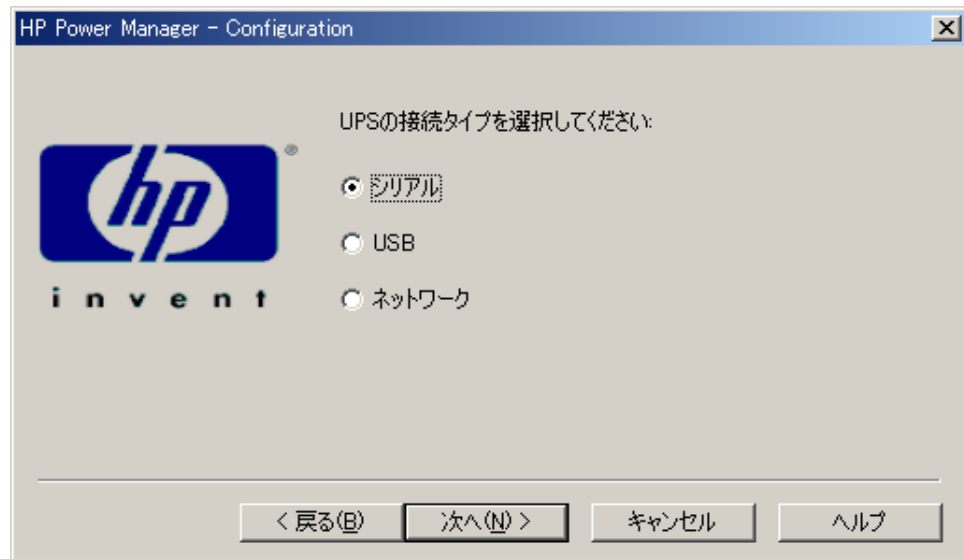 HP Power Manager - Configuration
UPSの接続タイプを選択してください:
hp®
シリアル
USB
invent
ネットワーク
< 戻る(B)
次へ(N) >
キャンセル
ヘルプ